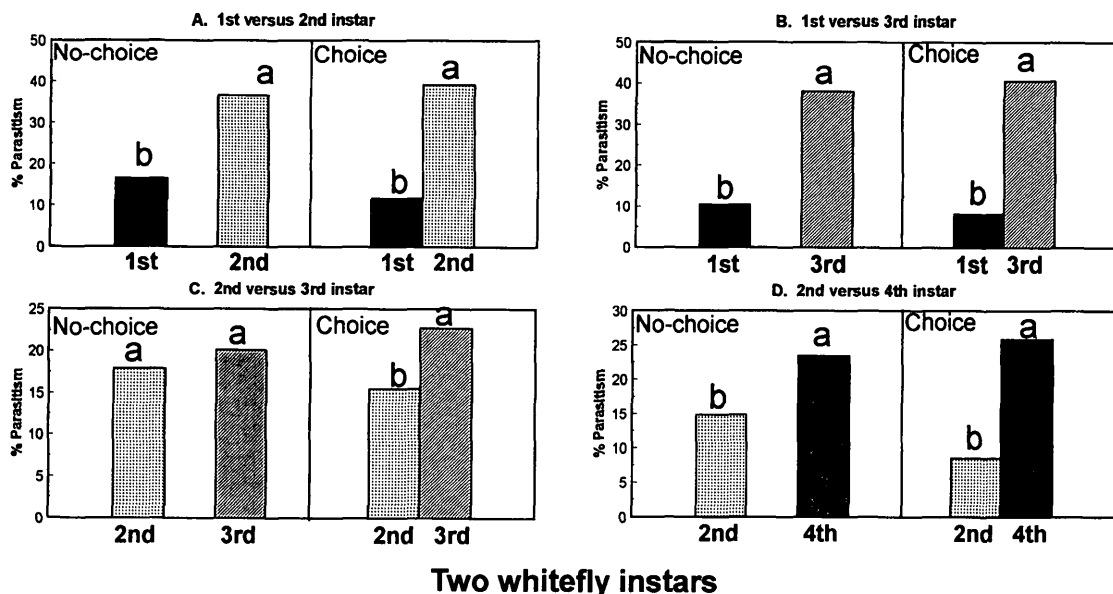 A. 1st versus 2nd instar
50
40
30
20
10
0
% Parasitism
No-choice
b
a
1st
2nd
Choice
b
a
1st 2nd
B. 1st versus 3rd instar
50
40
30
20
10
0
% Parasitism
No-choice
b
a
1st
3rd
Choice
b
a
1st 3rd
C. 2nd versus 3rd instar
25
20
15
10
5
0
% Parasitism
No-choice
a
a
2nd
3rd
Choice
b
a
2nd 3rd
D. 2nd versus 4th instar
30
25
20
15
10
5
0
% Parasitism
No-choice
b
a
2nd
4th
Choice
b
a
2nd 4th
Two whitefly instars